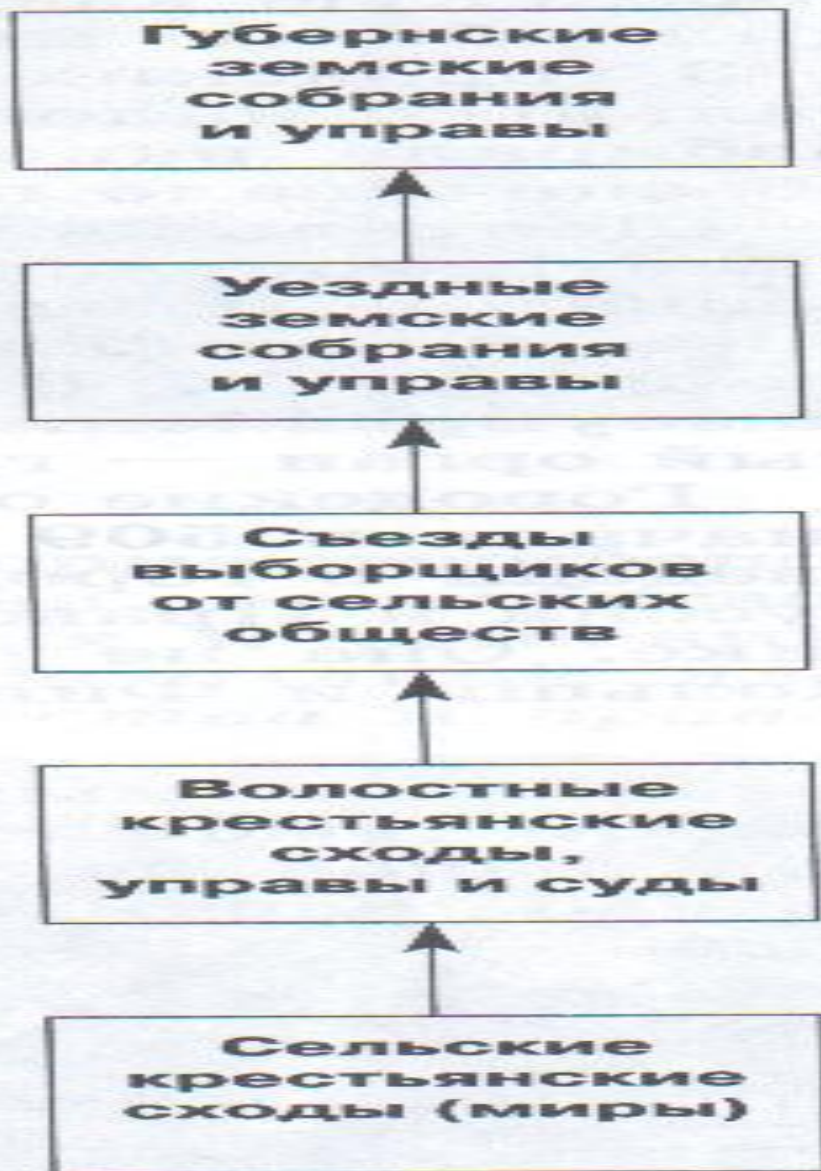 Губернские
земские
собрания
и управы
Уездные
земские
собрания
и управы
Съезды
выборщиков
от сельских
обществ
Волостные
крестьянские
сходы,
управы и суды
Сельские
крестьянские
сходы (миры)